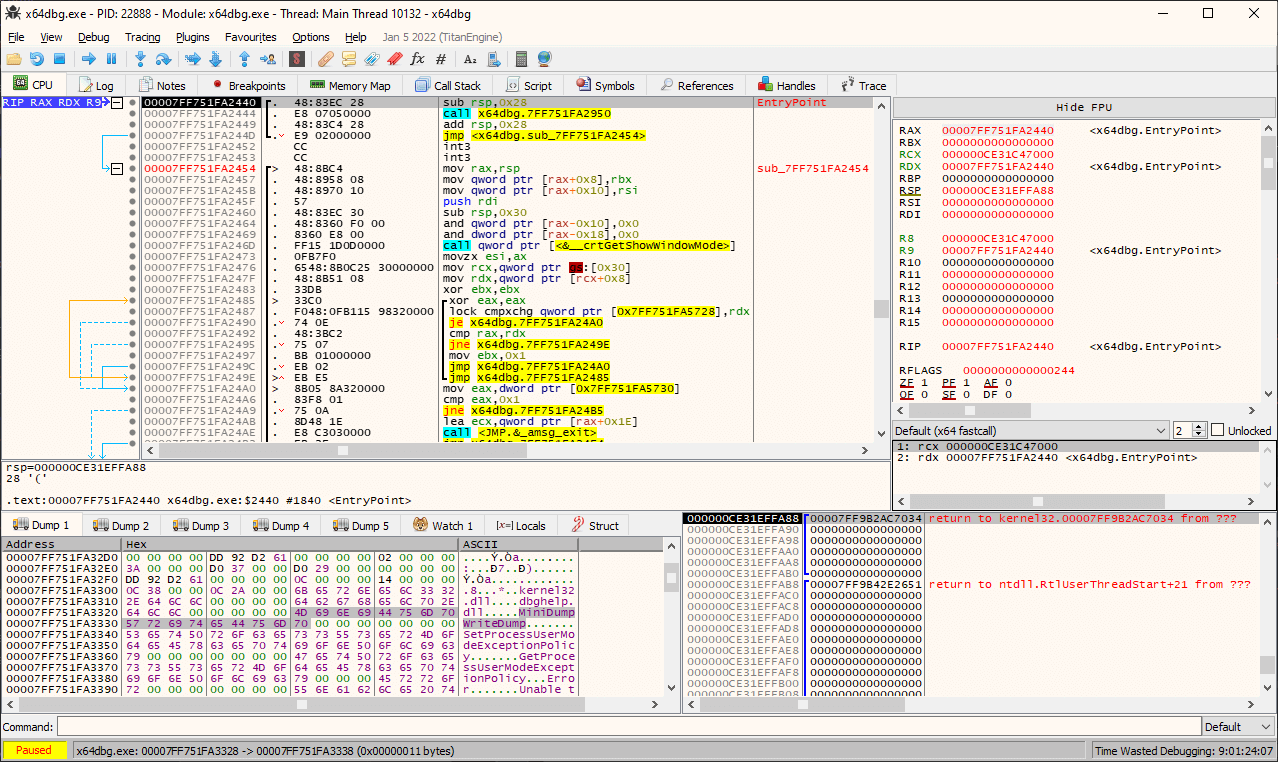 x64dbg.exe - PID: 22888 - Module: x64dbg.exe - Thread: Main Thread 10132 - x64dbg
File View Debug Tracing Plugins Favourites Options Help Jan 5 2022 (TitanEngine)
CPU Log Notes Breakpoints Memory Map Call Stack Script Symbols References Handles Trace
RIP RAX RDX R9
00007FF751FA2440 48:83EC 28 sub rsp,0x28 EntryPoint
00007FF751FA2444 E8 07050000 call x64dbg.7FF751FA2950
00007FF751FA2449 48:83C4 28 add rsp,0x28
00007FF751FA244D E9 02000000 jmp <x64dbg.sub_7FF751FA2454>
00007FF751FA2452 CC int3
00007FF751FA2453 CC int3
00007FF751FA2454 48:8BC4 mov rax,rsp sub_7FF751FA2454
00007FF751FA2457 48:8958 08 mov qword ptr [rax+0x8],rbx
00007FF751FA245B 48:8970 10 mov qword ptr [rax+0x10],rsi
00007FF751FA245F 57 push rdi
00007FF751FA2460 48:83EC 30 sub rsp,0x30
00007FF751FA2464 48:8360 F0 00 and qword ptr [rax-0x10],0x0
00007FF751FA2469 8360 E8 00 and dword ptr [rax-0x18],0x0
00007FF751FA246D FF15 1D0D0000 call qword ptr [<&__crtGetShowWindowMode>]
00007FF751FA2473 0FB7F0 movzx esi,ax
00007FF751FA2476 6548:8B0C25 30000000 mov rcx,qword ptr gs:[0x30]
00007FF751FA247F 48:8B51 08 mov rdx,qword ptr [rcx+0x8]
00007FF751FA2483 33DB xor ebx,ebx
00007FF751FA2485 33C0 xor eax,eax
00007FF751FA2487 F048:0FB115 98320000 lock cmpxchg qword ptr [0x7FF751FA5728],rdx
00007FF751FA2490 74 0E je x64dbg.7FF751FA24A0
00007FF751FA2492 48:3BC2 cmp rax,rdx
00007FF751FA2495 75 07 jne x64dbg.7FF751FA249E
00007FF751FA2497 BB 01000000 mov ebx,0x1
00007FF751FA249C EB 02 jmp x64dbg.7FF751FA24A0
00007FF751FA249E EB E5 jmp x64dbg.7FF751FA2485
00007FF751FA24A0 8B05 8A320000 mov eax,dword ptr [0x7FF751FA5730]
00007FF751FA24A6 83F8 01 cmp eax,0x1
00007FF751FA24A9 75 0A jne x64dbg.7FF751FA24B5
00007FF751FA24AB 8D48 1E lea ecx,qword ptr [rax+0x1E]
00007FF751FA24AE E8 C3030000 call <JMP.&_amsg_exit>
Hide FPU
RAX 00007FF751FA2440 <x64dbg.EntryPoint>
RBX 0000000000000000
RCX 000000CE31C47000
RDX 00007FF751FA2440 <x64dbg.EntryPoint>
RBP 0000000000000000
RSP 000000CE31EFFA88
RSI 0000000000000000
RDI 0000000000000000
R8 000000CE31C47000
R9 00007FF751FA2440 <x64dbg.EntryPoint>
R10 0000000000000000
R11 0000000000000000
R12 0000000000000000
R13 0000000000000000
R14 0000000000000000
R15 0000000000000000
RIP 00007FF751FA2440 <x64dbg.EntryPoint>
RFLAGS 0000000000000244
ZF 1 PF 1 AF 0
OF 0 SF 0 DF 0
Default (x64 fastcall) 2 Unlocked
1: rcx 000000CE31C47000
2: rdx 00007FF751FA2440 <x64dbg.EntryPoint>
rsp=000000CE31EFFA88
28 '('
.text:00007FF751FA2440 x64dbg.exe:$2440 #1840 <EntryPoint>
Dump 1 Dump 2 Dump 3 Dump 4 Dump 5 Watch 1 Locals Struct
Address Hex ASCII
00007FF751FA32D0 00 00 00 00 DD 92 D2 61 00 00 00 00 02 00 00 00 ....Ý.Òa........
00007FF751FA32E0 3A 00 00 00 D0 37 00 00 D0 29 00 00 00 00 00 00 :...Ð7..Ð)......
00007FF751FA32F0 DD 92 D2 61 00 00 00 00 0C 00 00 00 14 00 00 00 Ý.Òa............
00007FF751FA3300 0C 38 00 00 0C 2A 00 00 6B 65 72 6E 65 6C 33 32 .8...*..kernel32
00007FF751FA3310 2E 64 6C 6C 00 00 00 00 64 62 67 68 65 6C 70 2E .dll....dbghelp.
00007FF751FA3320 64 6C 6C 00 00 00 00 00 4D 69 6E 69 44 75 6D 70 dll.....MiniDump
00007FF751FA3330 57 72 69 74 65 44 75 6D 70 00 00 00 00 00 00 00 WriteDump.......
00007FF751FA3340 53 65 74 50 72 6F 63 65 73 73 55 73 65 72 4D 6F SetProcessUserMo
00007FF751FA3350 64 65 45 78 63 65 70 74 69 6F 6E 50 6F 6C 69 63 deExceptionPolic
00007FF751FA3360 79 00 00 00 00 00 00 00 47 65 74 50 72 6F 63 65 y.......GetProce
00007FF751FA3370 73 73 55 73 65 72 4D 6F 64 65 45 78 63 65 70 74 ssUserModeExcept
00007FF751FA3380 69 6F 6E 50 6F 6C 69 63 79 00 00 00 45 72 72 6F ionPolicy...Erro
00007FF751FA3390 72 00 00 00 00 00 00 00 55 6E 61 62 6C 65 20 74 r.......Unable t
000000CE31EFFA88 00007FF9B2AC7034 return to kernel32.00007FF9B2AC7034 from ???
000000CE31EFFA90 0000000000000000
000000CE31EFFA98 0000000000000000
000000CE31EFFAA0 0000000000000000
000000CE31EFFAA8 0000000000000000
000000CE31EFFAB0 0000000000000000
000000CE31EFFAB8 00007FF9B42E2651 return to ntdll.RtlUserThreadStart+21 from ???
000000CE31EFFAC0 0000000000000000
000000CE31EFFAC8 0000000000000000
000000CE31EFFAD0 0000000000000000
000000CE31EFFAD8 0000000000000000
000000CE31EFFAE0 0000000000000000
000000CE31EFFAE8 0000000000000000
000000CE31EFFAF0 0000000000000000
000000CE31EFFAF8 0000000000000000
000000CE31EFFB00 0000000000000000
000000CE31EFFB08 0000000000000000
Command: Default
Paused x64dbg.exe: 00007FF751FA3328 -> 00007FF751FA3338 (0x00000011 bytes) Time Wasted Debugging: 9:01:24:07